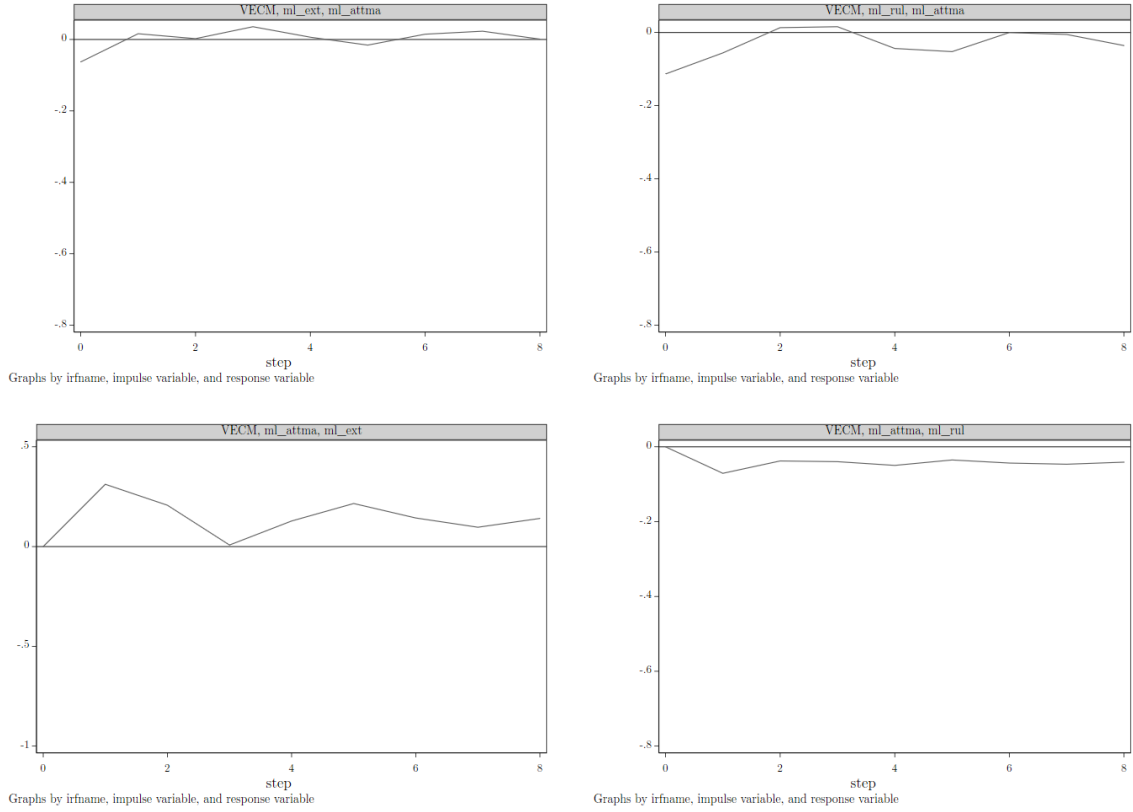 VECM, ml_ext, ml_attma
0
-.2
-.4
-.6
-.8
0 2 4 6 8
step
Graphs by irfname, impulse variable, and response variable
VECM, ml_rul, ml_attma
0
-.2
-.4
-.6
-.8
0 2 4 6 8
step
Graphs by irfname, impulse variable, and response variable
VECM, ml_attma, ml_ext
.5
0
-.5
-1
0 2 4 6 8
step
Graphs by irfname, impulse variable, and response variable
VECM, ml_attma, ml_rul
0
-.2
-.4
-.6
-.8
0 2 4 6 8
step
Graphs by irfname, impulse variable, and response variable